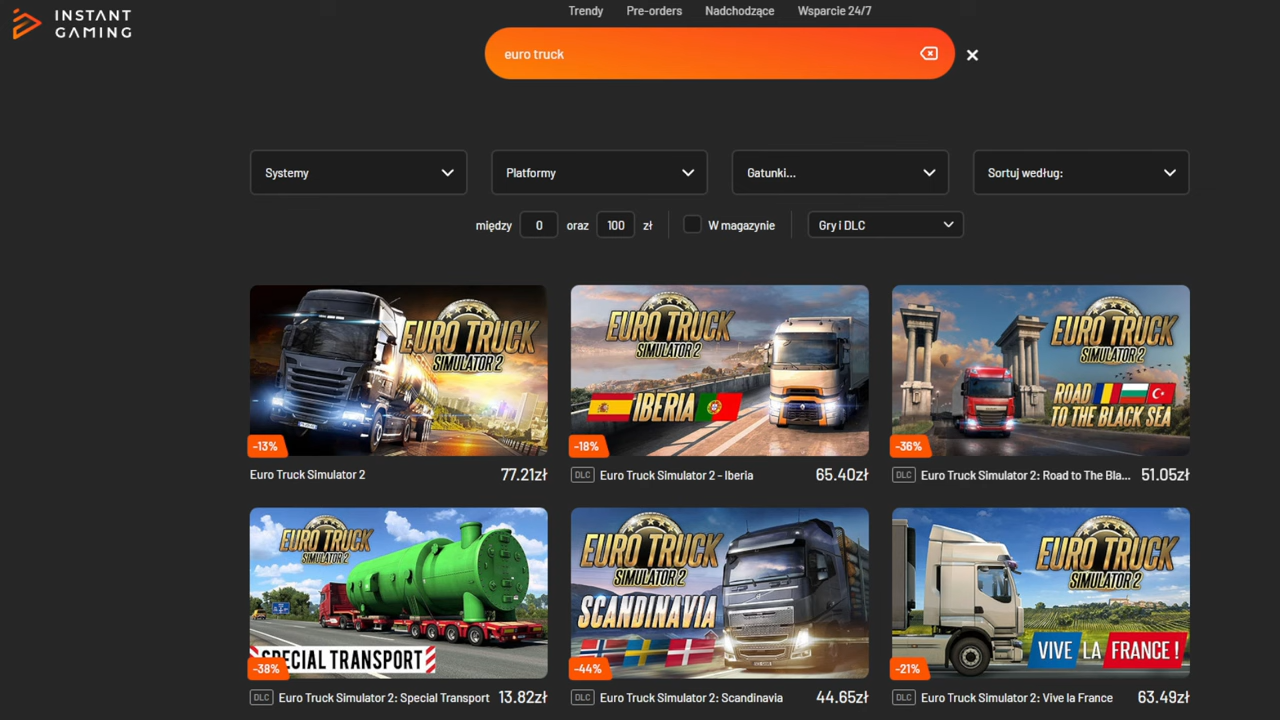 INSTANT
GAMING
Trendy Pre-orders Nadchodzące Wsparcie 24/7
euro truck
Systemy Platformy Gatunki... Sortuj według:
między 0 oraz 100 zł W magazynie Gry i DLC
EURO TRUCK
SIMULATOR 2
-13%
Euro Truck Simulator 2 77.21zł
EURO TRUCK
SIMULATOR 2
IBERIA
-18%
DLC Euro Truck Simulator 2 - Iberia 65.40zł
EURO TRUCK
SIMULATOR 2
ROAD
TO THE BLACK SEA
-36%
DLC Euro Truck Simulator 2: Road to The Bla... 51.05zł
EURO TRUCK
SIMULATOR 2
SPECIAL TRANSPORT
-38%
DLC Euro Truck Simulator 2: Special Transport 13.82zł
EURO TRUCK
SIMULATOR 2
SCANDINAVIA
-44%
DLC Euro Truck Simulator 2: Scandinavia 44.65zł
EURO TRUCK
SIMULATOR 2
VIVE LA FRANCE !
-21%
DLC Euro Truck Simulator 2: Vive la France 63.49zł